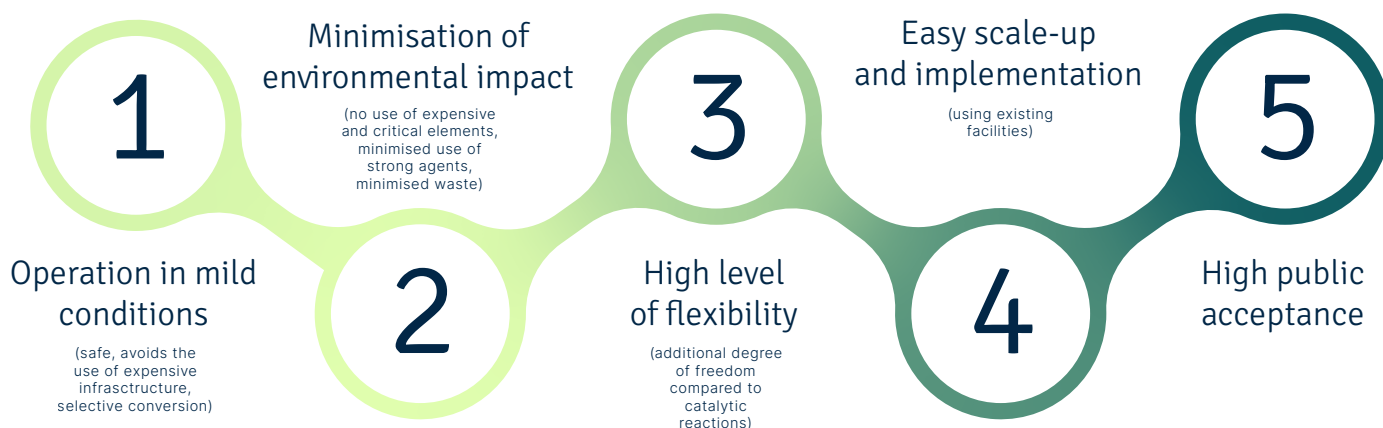 1
Operation in mild
conditions
(safe, avoids the
use of expensive
infrasctructure,
selective conversion)
Minimisation of
environmental impact
(no use of expensive
and critical elements,
minimised use of
strong agents,
minimised waste)
2
3
High level
of flexibility
(additional degree
of freedom
compared to
catalytic
reactions)
Easy scale-up
and implementation
(using existing
facilities)
4
5
High public
acceptance